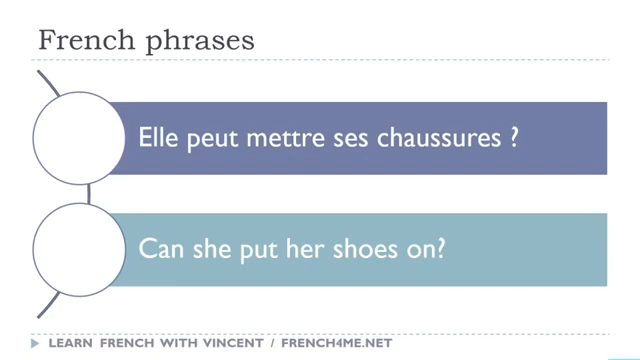 French phrases
Elle peut mettre ses chaussures ?
Can she put her shoes on?
LEARN FRENCH WITH VINCENT / FRENCH4ME.NET